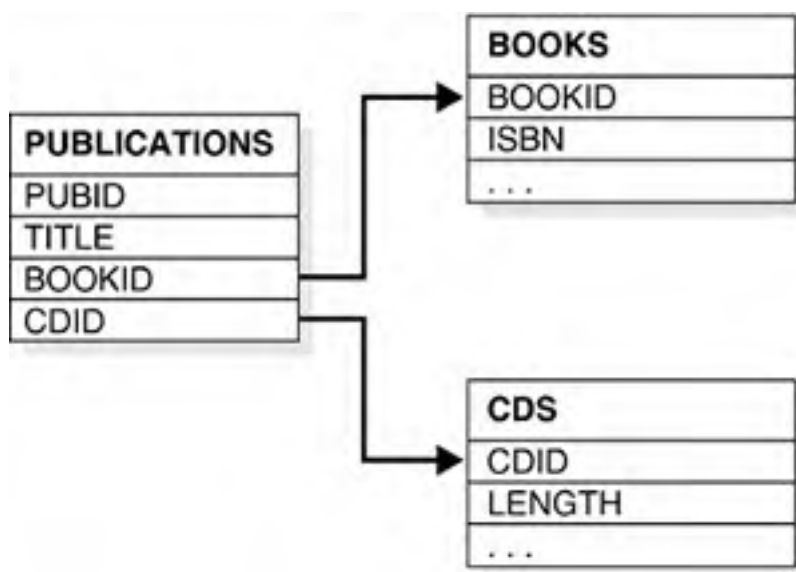 PUBLICATIONS
PUBID
TITLE
BOOKID
CDID
BOOKS
BOOKID
ISBN
. . .
CDS
CDID
LENGTH
. . .